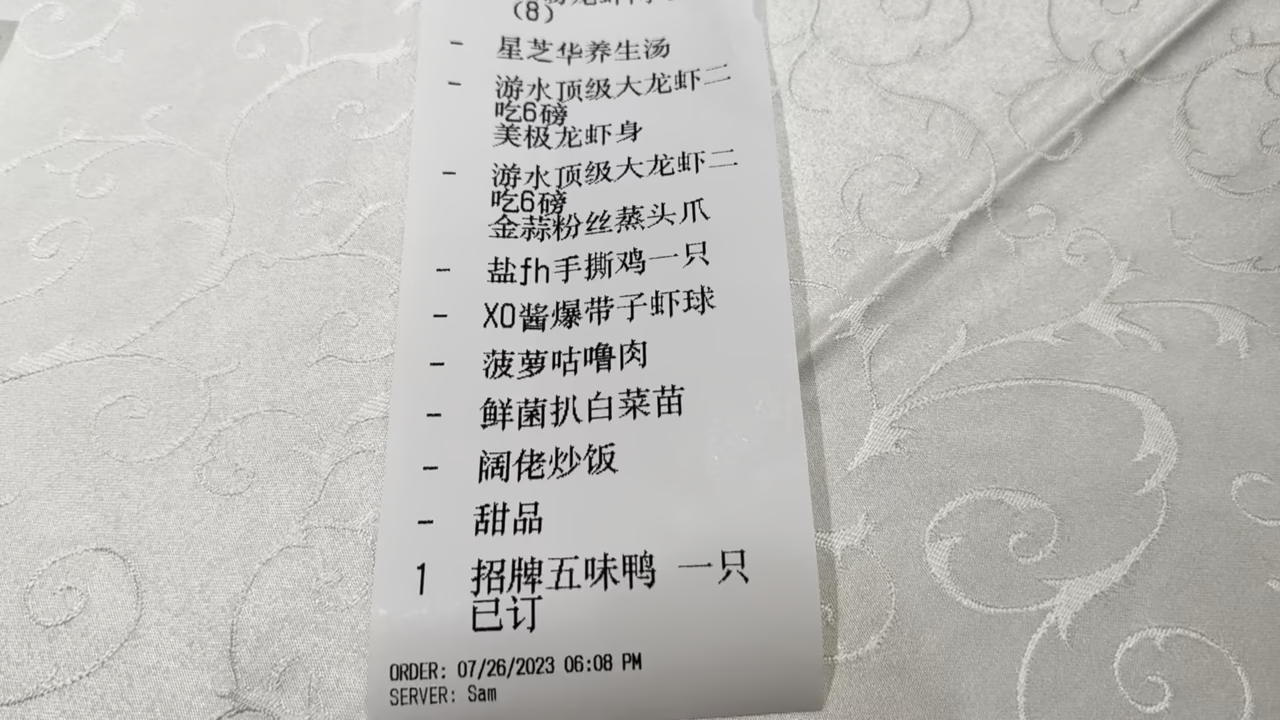 (8)
- 星芝华养生汤
- 游水顶级大龙虾二
吃6磅
美极龙虾身
- 游水顶级大龙虾二
吃6磅
金蒜粉丝蒸头爪
- 盐ƒh手撕鸡一只
- XO酱爆带子虾球
- 菠萝咕噜肉
- 鲜菌扒白菜苗
- 阔佬炒饭
- 甜品
1 招牌五味鸭 一只
已订
ORDER: 07/26/2023 06:08 PM
SERVER: Sam